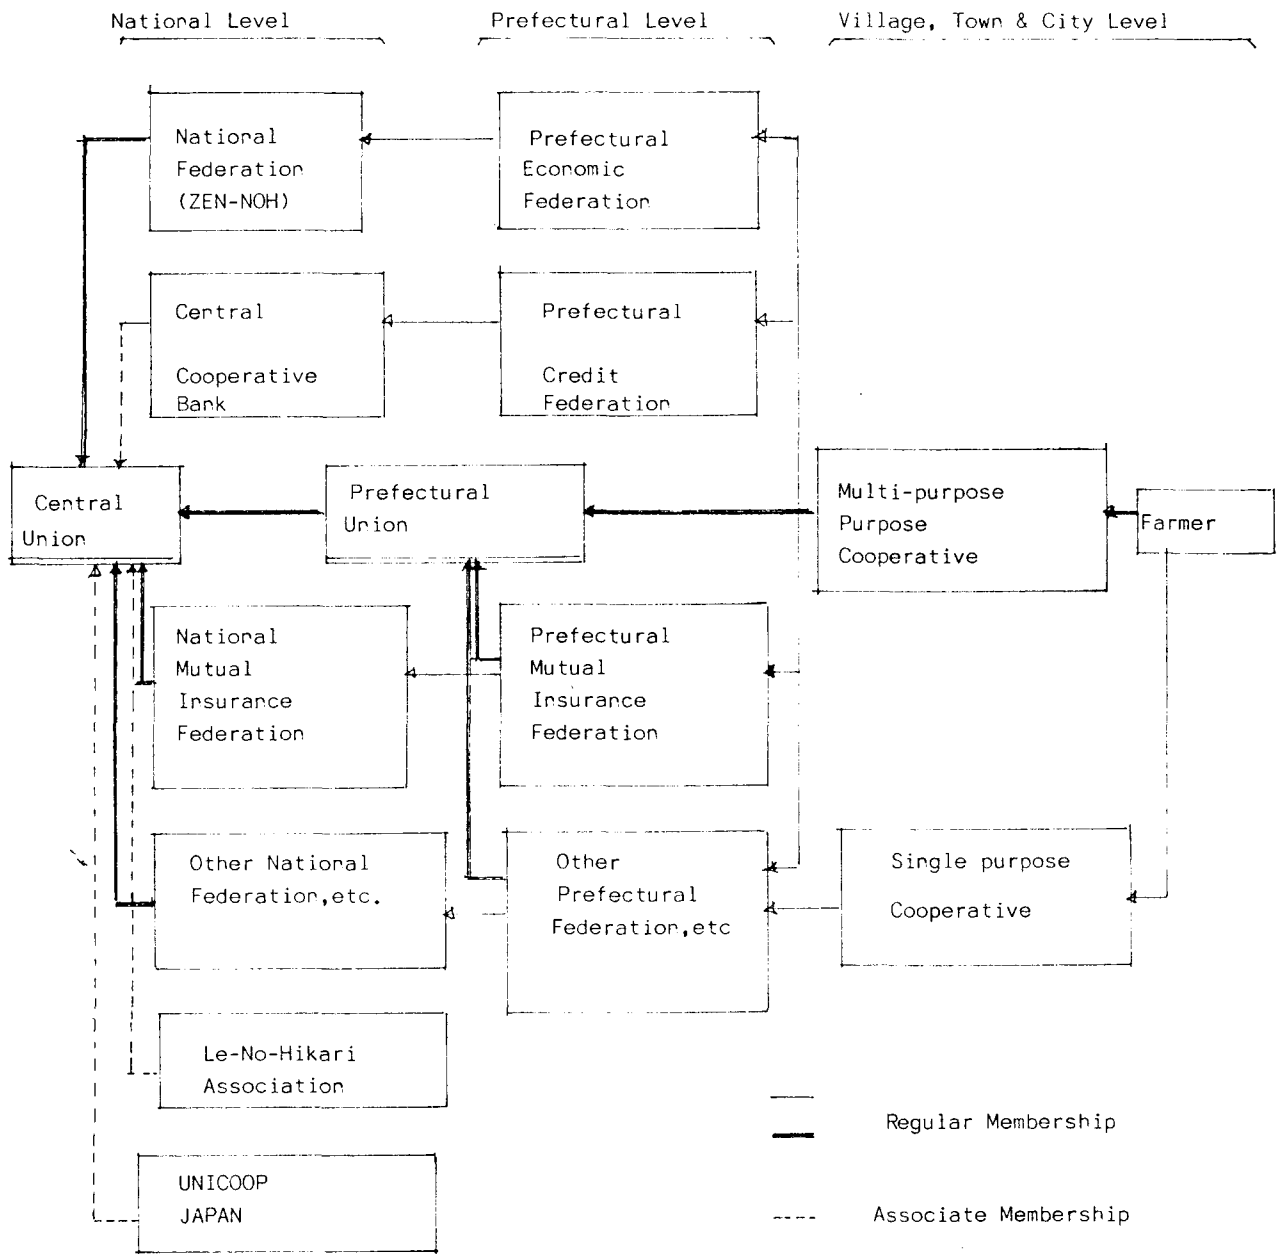 National Level
Prefectural Level
Village, Town & City Level
National
Federation
(ZEN-NOH)
Prefectural
Economic
Federation
Central
Cooperative
Bank
Prefectural
Credit
Federation
Central
Union
Prefectural
Union
Multi-purpose
Purpose
Cooperative
Farmer
National
Mutual
Insurance
Federation
Prefectural
Mutual
Insurance
Federation
Other National
Federation,etc.
Other
Prefectural
Federation,etc
Single purpose
Cooperative
Le-No-Hikari
Association
UNICOOP
JAPAN
Regular Membership
Associate Membership